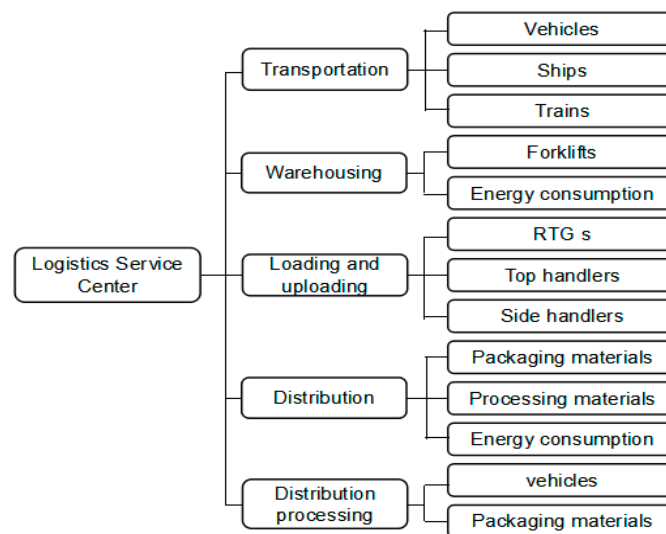 Logistics Service
Center
Transportation
Vehicles
Ships
Trains
Warehousing
Forklifts
Energy consumption
Loading and
uploading
RTG s
Top handlers
Side handlers
Distribution
Packaging materials
Processing materials
Energy consumption
Distribution
processing
vehicles
Packaging materials